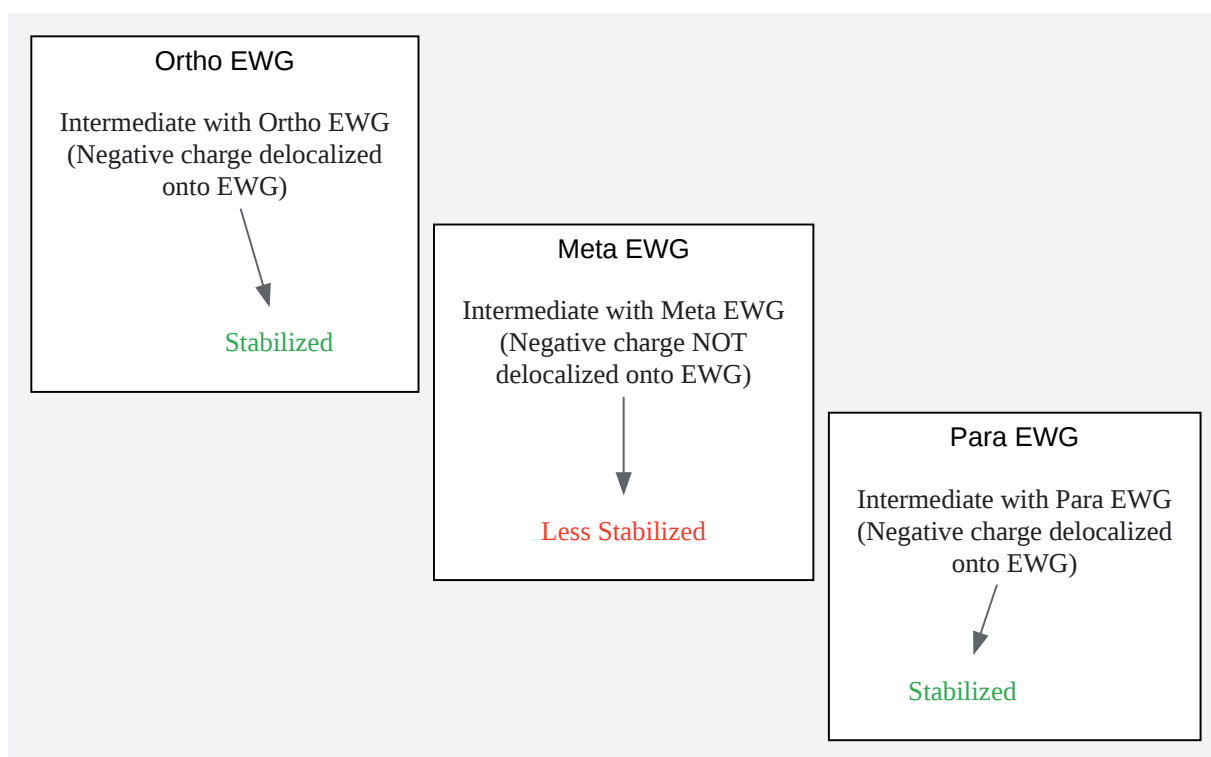 Ortho EWG
Intermediate with Ortho EWG
(Negative charge delocalized
onto EWG)
Stabilized
Meta EWG
Intermediate with Meta EWG
(Negative charge NOT
delocalized onto EWG)
Less Stabilized
Para EWG
Intermediate with Para EWG
(Negative charge delocalized
onto EWG)
Stabilized